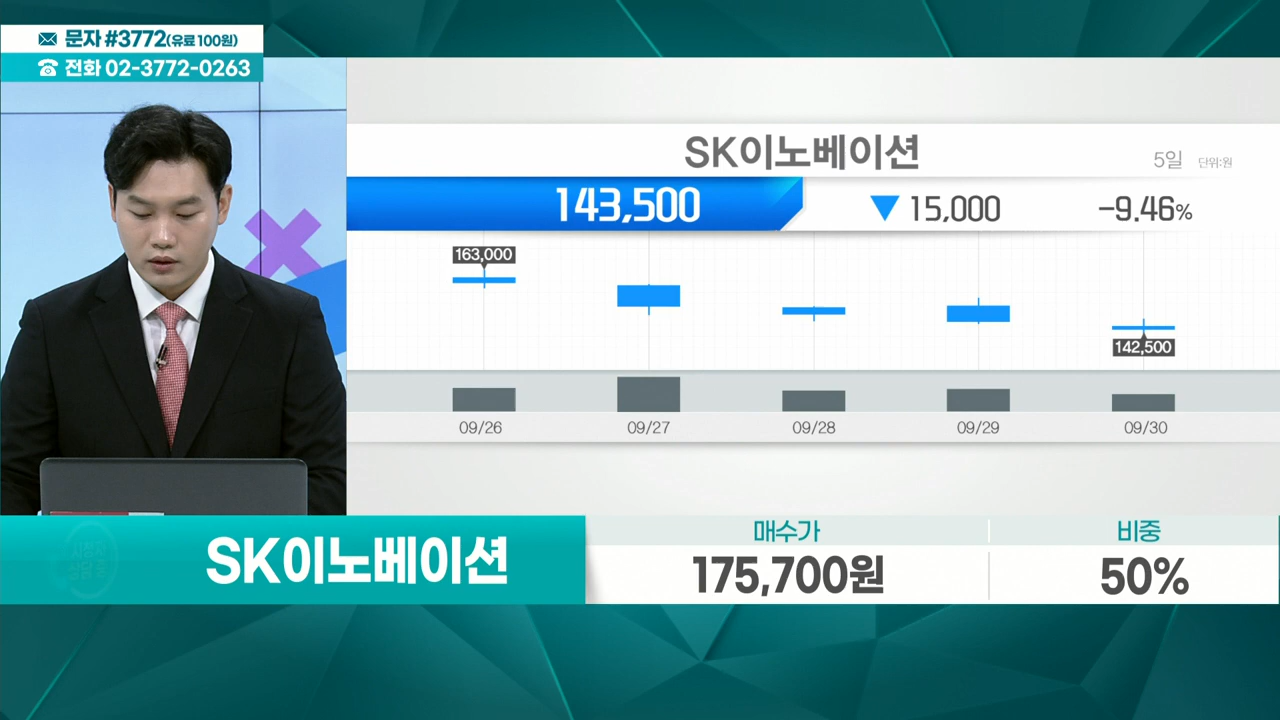 문자 #3772(유료 100원)
전화 02-3772-0263
SK이노베이션
5일 단위:원
143,500 ▼ 15,000 -9.46%
163,000
142,500
09/26 09/27 09/28 09/29 09/30
SK이노베이션
매수가 비중
175,700원 50%